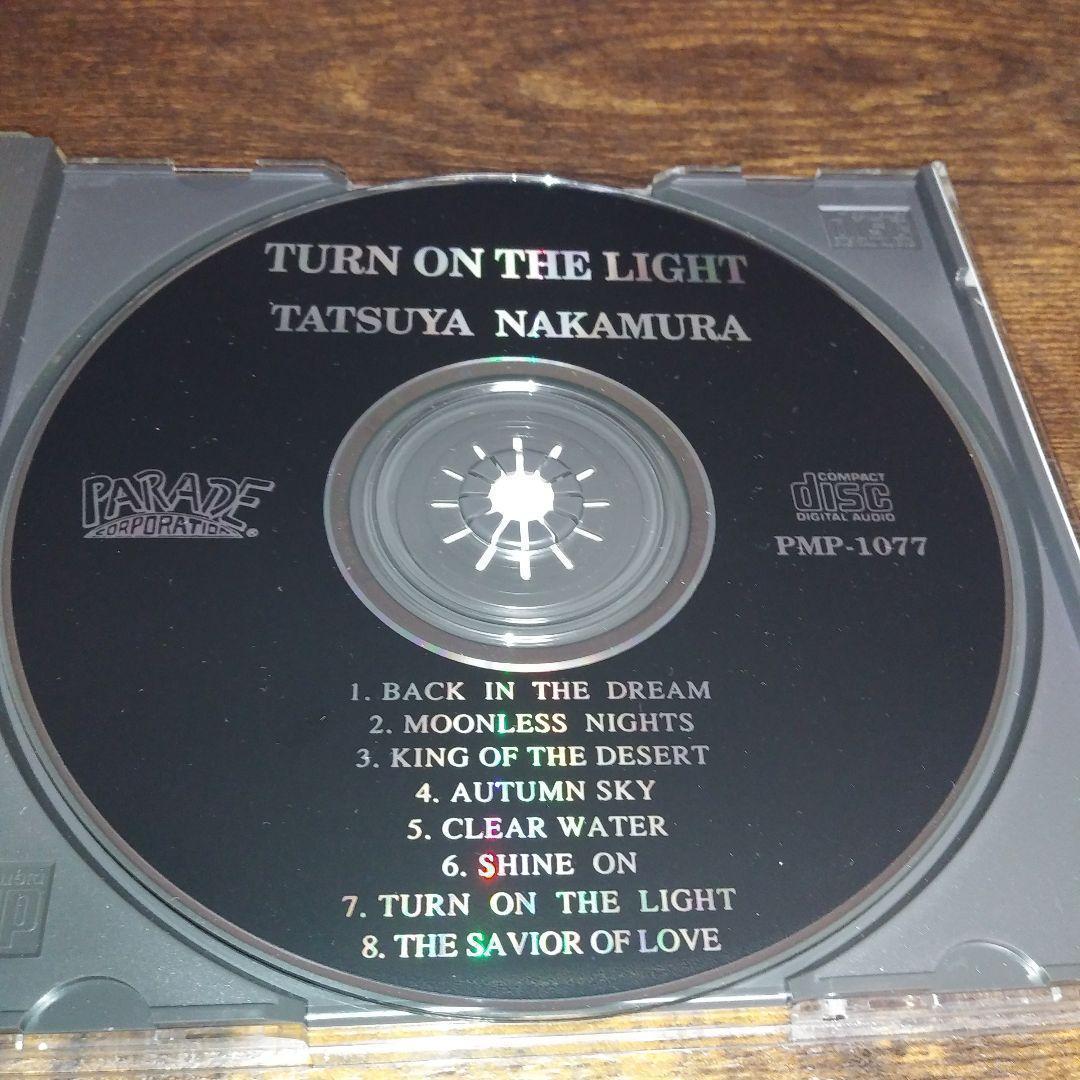 TURN ON THE LIGHT
TATSUYA NAKAMURA
PARADE
CORPORATION
®
COMPACT
disc
DIGITAL AUDIO
PMP-1077
1. BACK IN THE DREAM
2. MOONLESS NIGHTS
3. KING OF THE DESERT
4. AUTUMN SKY
5. CLEAR WATER
6. SHINE ON
7. TURN ON THE LIGHT
8. THE SAVIOR OF LOVE